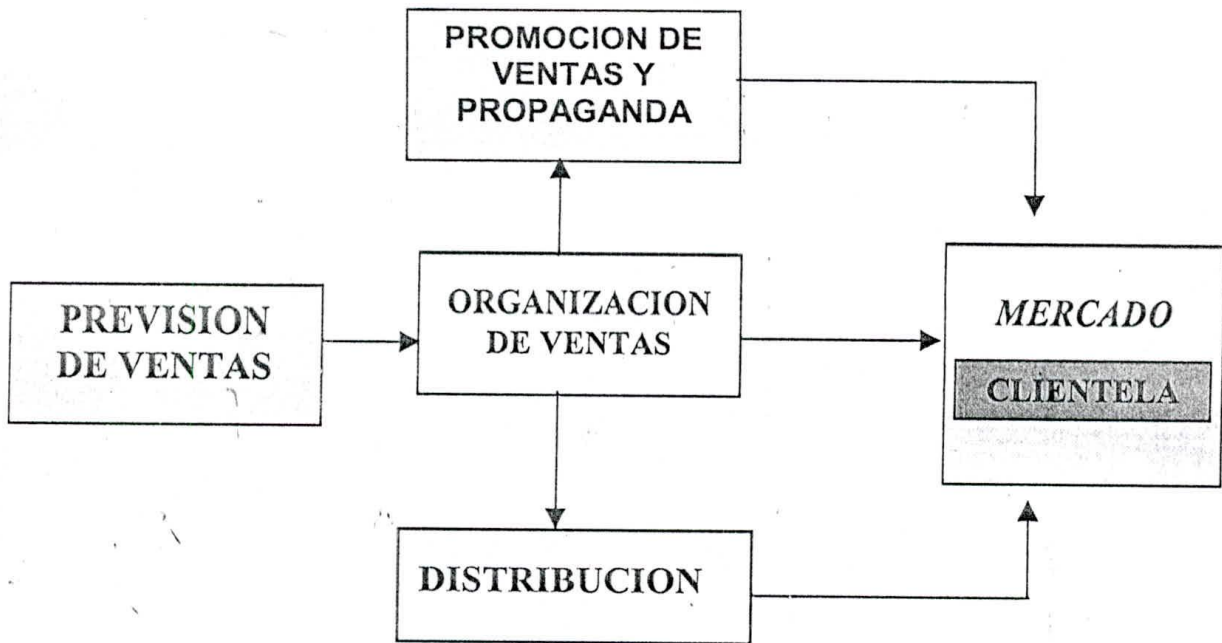 PROMOCION DE
VENTAS Y
PROPAGANDA
PREVISION
DE VENTAS
ORGANIZACION
DE VENTAS
MERCADO
CLIENTELA
DISTRIBUCION